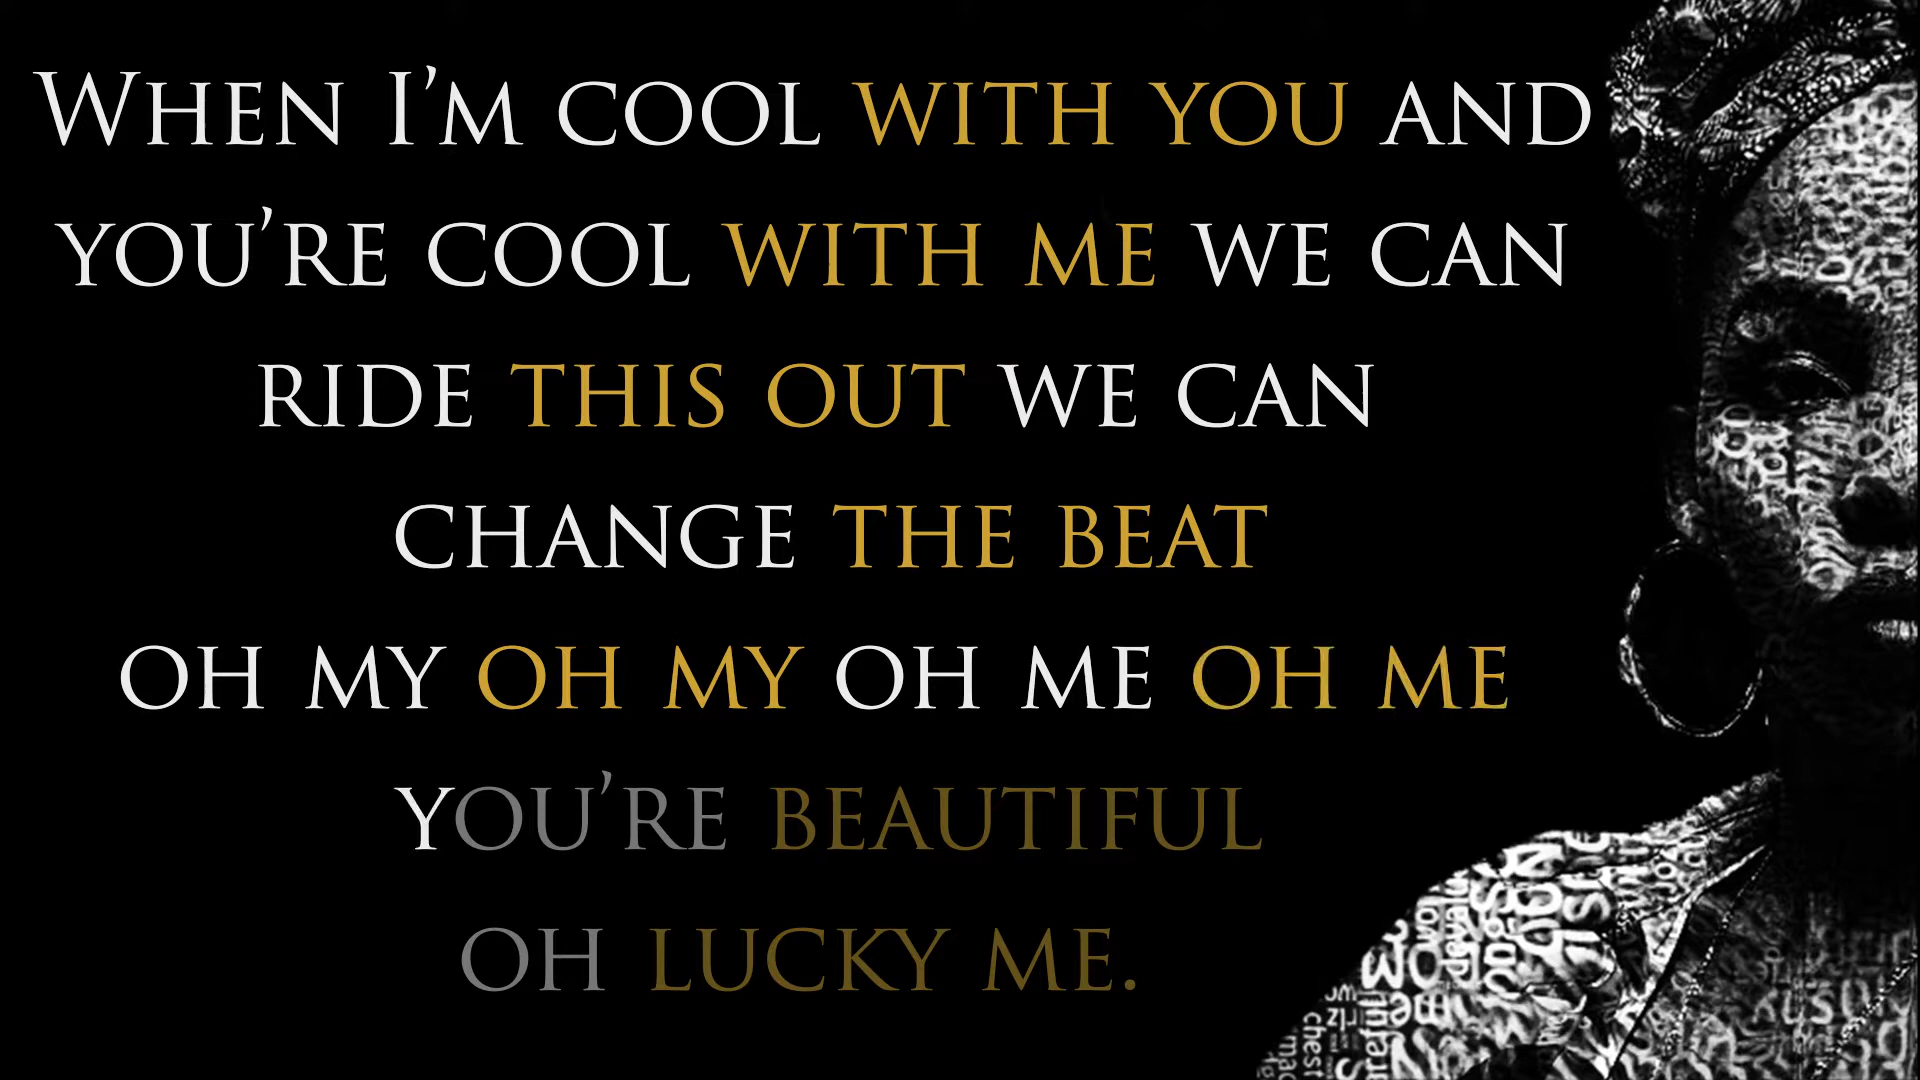 When I'm cool with you and
you're cool with me we can
ride this out we can
change the beat
oh my oh my oh me oh me
you're beautiful
oh lucky me.
chest